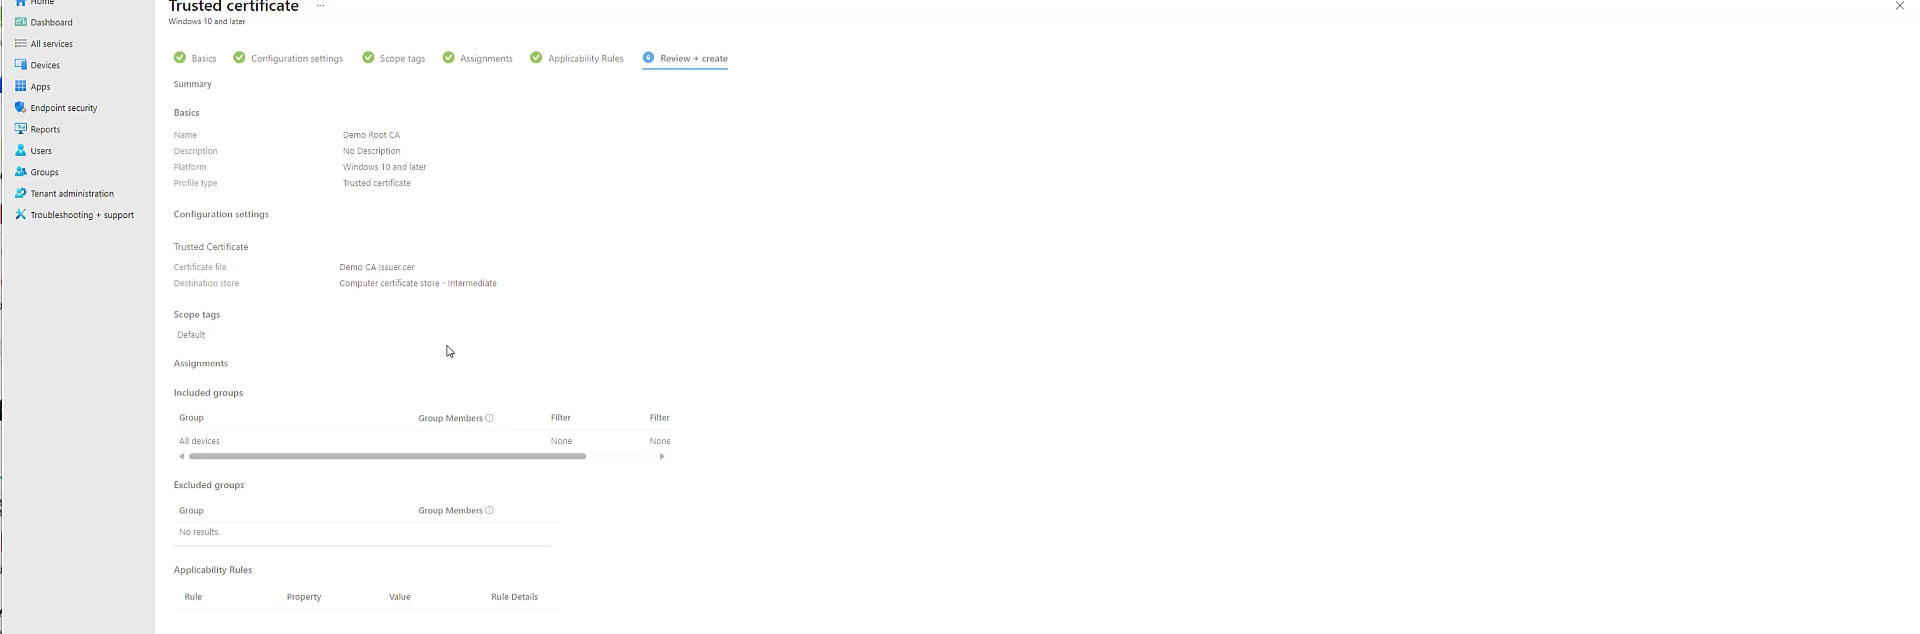 Home
Dashboard
All services
Devices
Apps
Endpoint security
Reports
Users
Groups
Tenant administration
Troubleshooting + support
Trusted certificate ...
Windows 10 and later
Basics Configuration settings Scope tags Assignments Applicability Rules 6 Review + create
Summary
Basics
Name Demo Root CA
Description No Description
Platform Windows 10 and later
Profile type Trusted certificate
Configuration settings
Trusted Certificate
Certificate file Demo CA Issuer.cer
Destination store Computer certificate store - Intermediate
Scope tags
Default
Assignments
Included groups
Group Group Members Filter Filter
All devices None None
Excluded groups
Group Group Members
No results.
Applicability Rules
Rule Property Value Rule Details